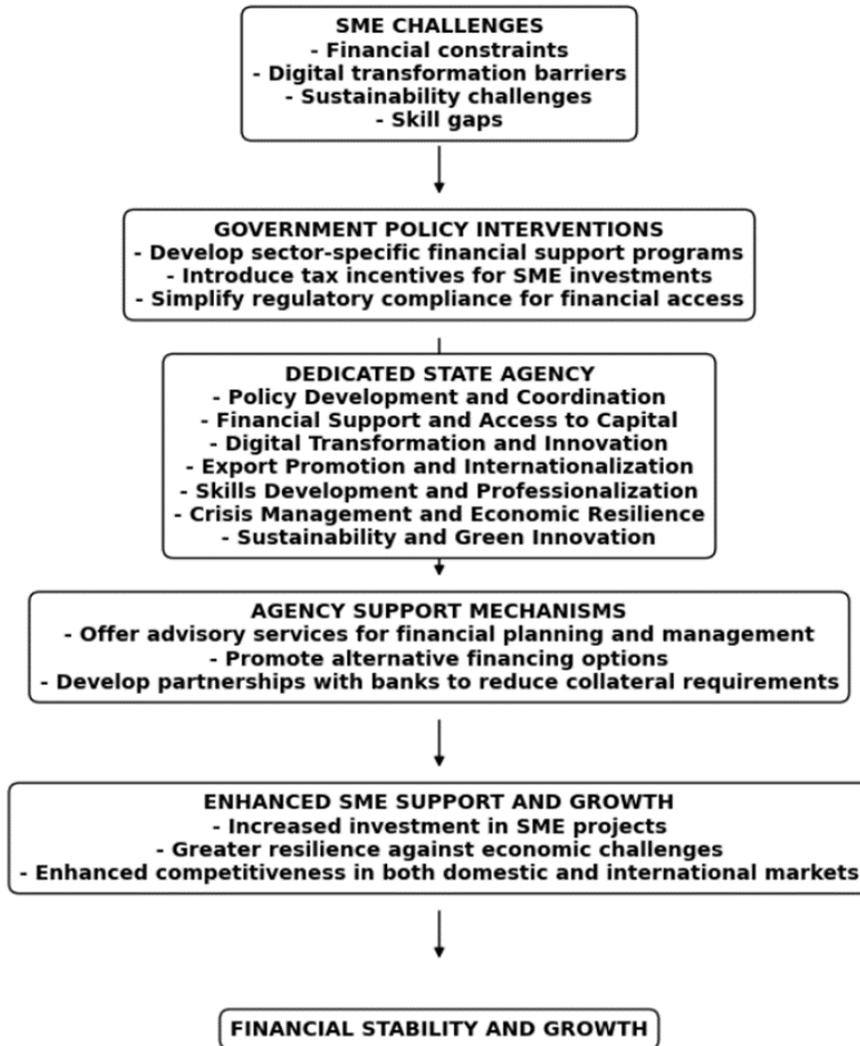 SME CHALLENGES
- Financial constraints
- Digital transformation barriers
- Sustainability challenges
- Skill gaps
GOVERNMENT POLICY INTERVENTIONS
- Develop sector-specific financial support programs
- Introduce tax incentives for SME investments
- Simplify regulatory compliance for financial access
DEDICATED STATE AGENCY
- Policy Development and Coordination
- Financial Support and Access to Capital
- Digital Transformation and Innovation
- Export Promotion and Internationalization
- Skills Development and Professionalization
- Crisis Management and Economic Resilience
- Sustainability and Green Innovation
AGENCY SUPPORT MECHANISMS
- Offer advisory services for financial planning and management
- Promote alternative financing options
- Develop partnerships with banks to reduce collateral requirements
ENHANCED SME SUPPORT AND GROWTH
- Increased investment in SME projects
- Greater resilience against economic challenges
- Enhanced competitiveness in both domestic and international markets
FINANCIAL STABILITY AND GROWTH